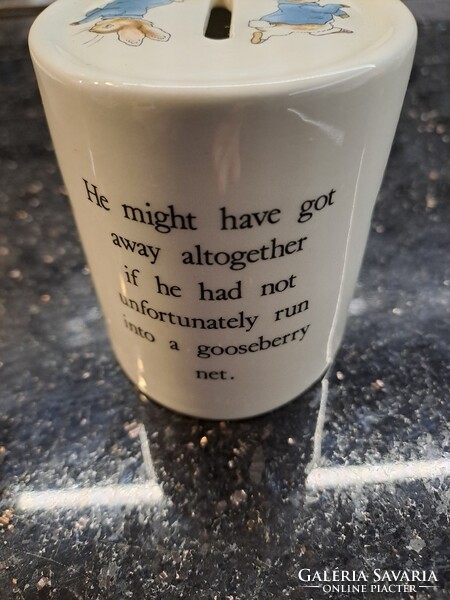 He might have got
away altogether
if he had not
unfortunately run
into a gooseberry
net.
GALÉRIA SAVARIA
ONLINE PIACTÉR